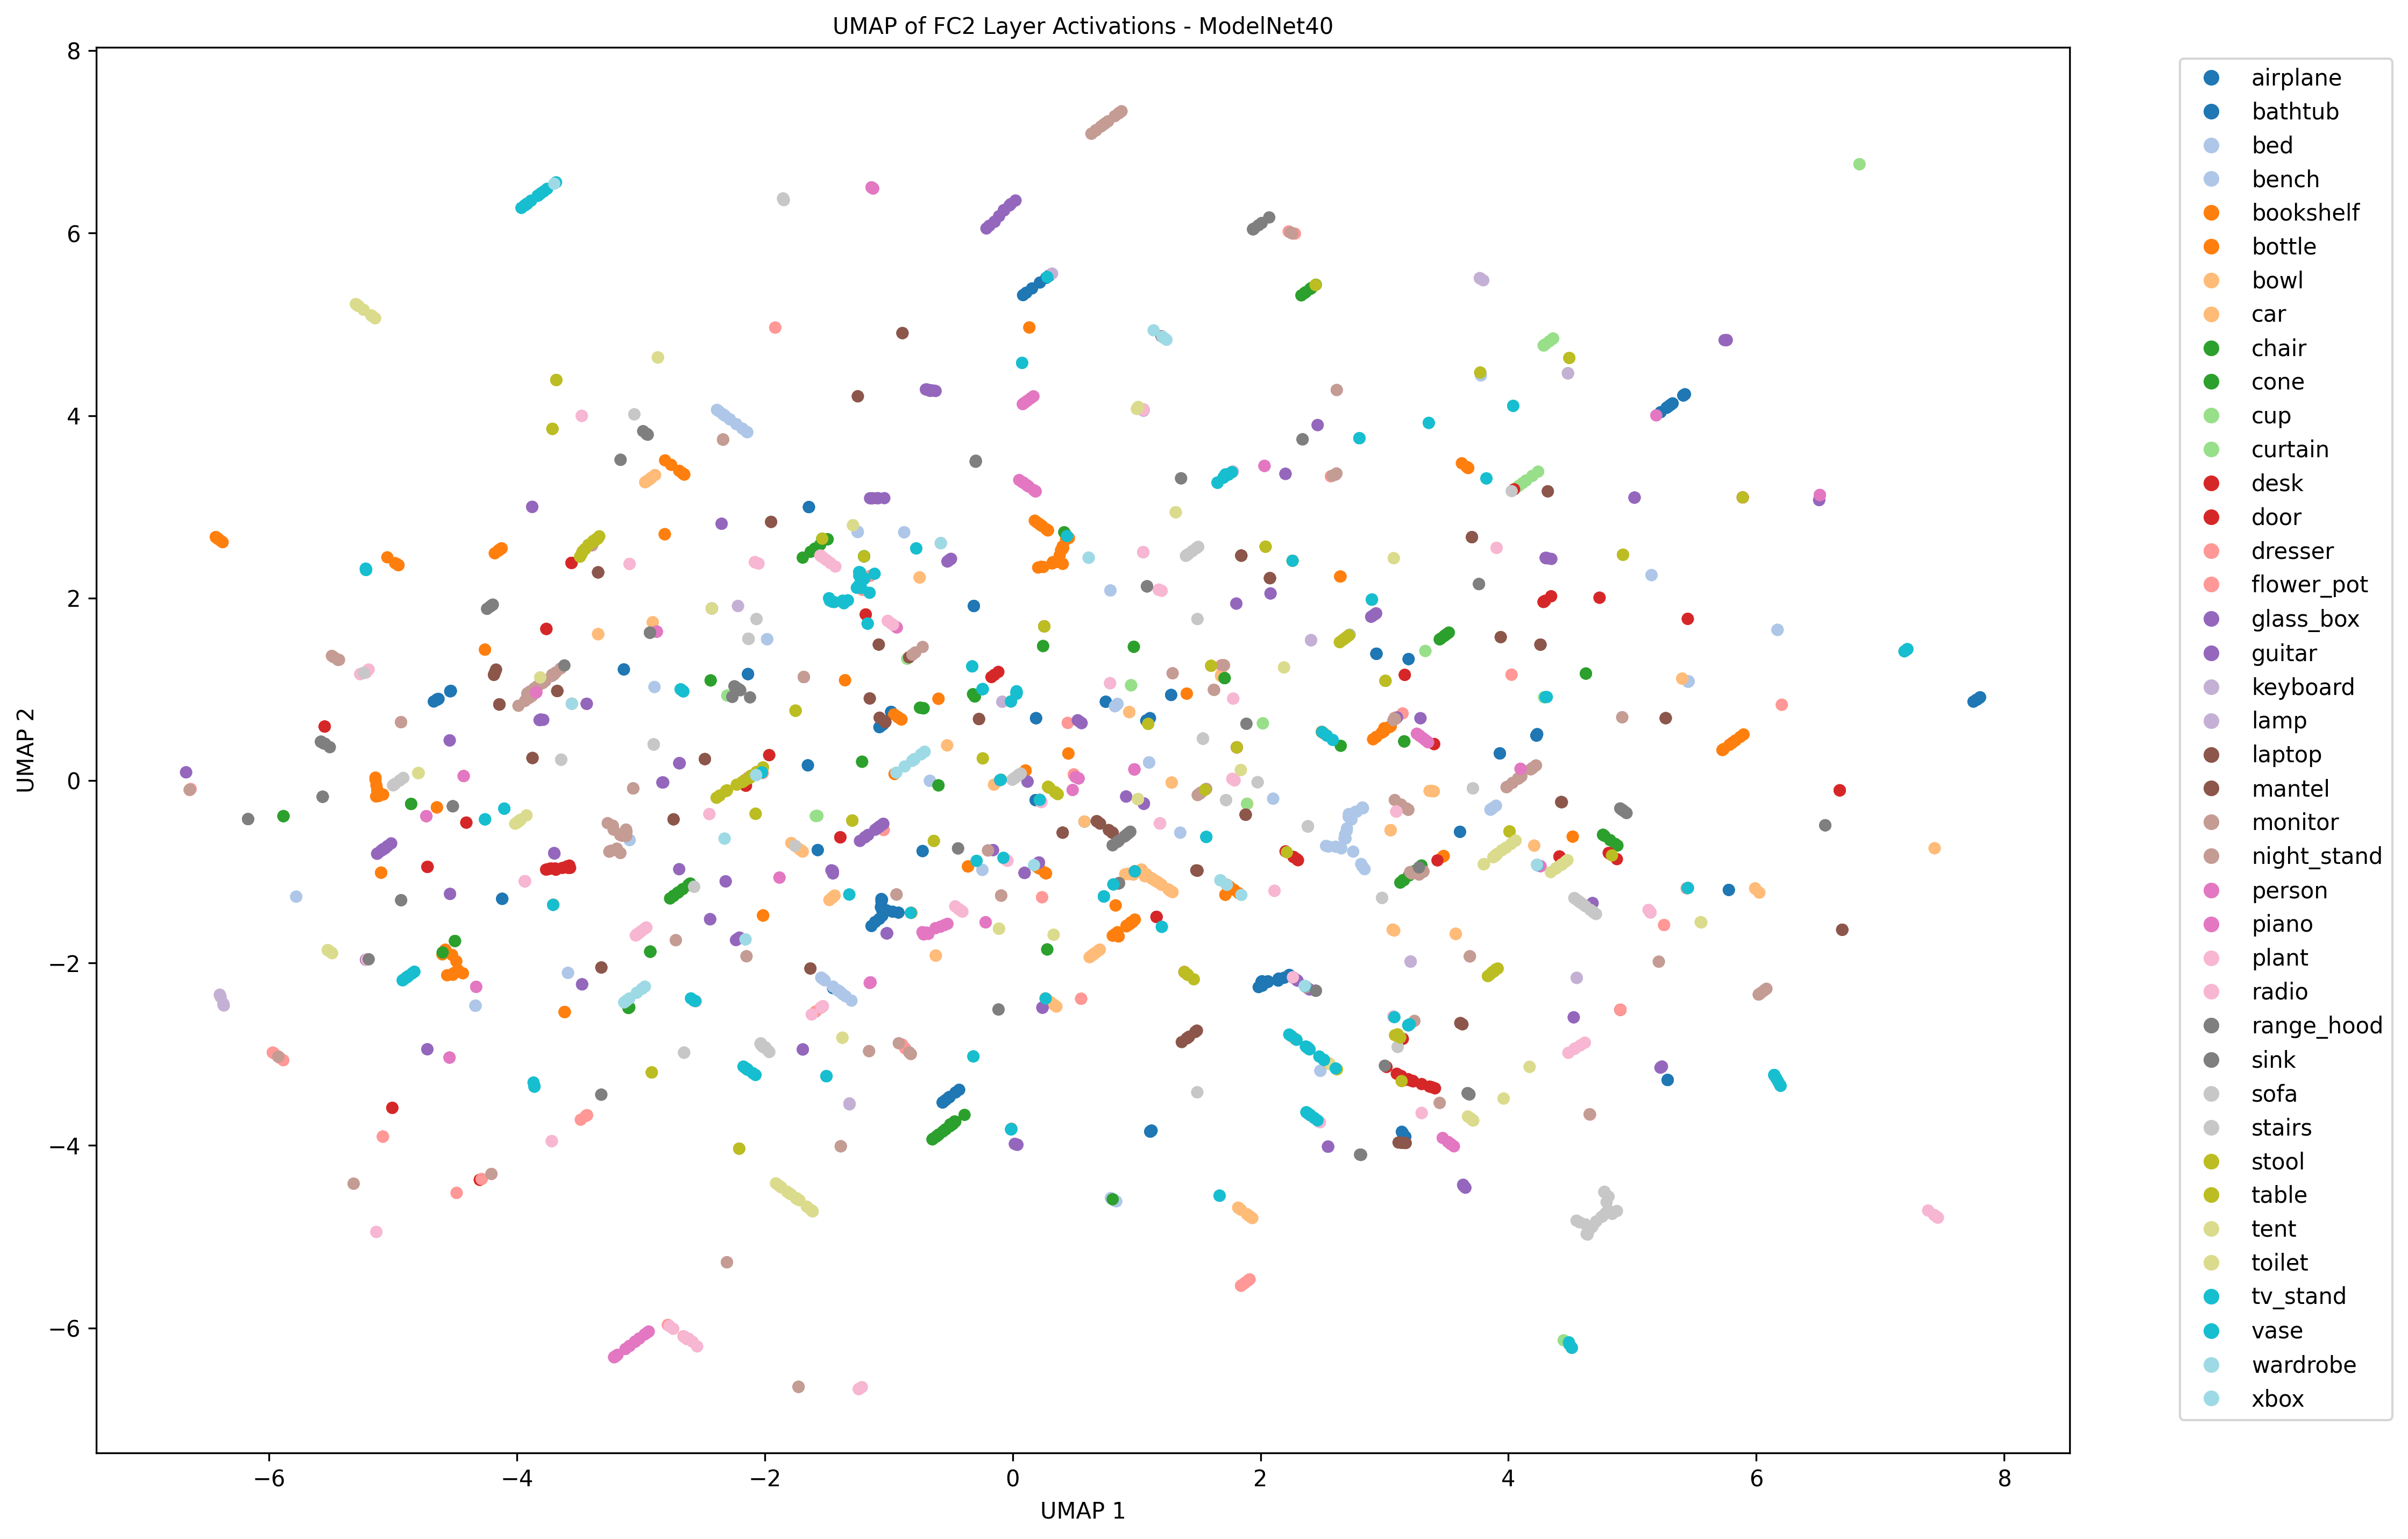 UMAP of FC2 Layer Activations - ModelNet40
8
6
4
2
0
−2
−4
−6
UMAP 2
−6
−4
−2
0
2
4
6
8
UMAP 1
airplane
bathtub
bed
bench
bookshelf
bottle
bowl
car
chair
cone
cup
curtain
desk
door
dresser
flower_pot
glass_box
guitar
keyboard
lamp
laptop
mantel
monitor
night_stand
person
piano
plant
radio
range_hood
sink
sofa
stairs
stool
table
tent
toilet
tv_stand
vase
wardrobe
xbox